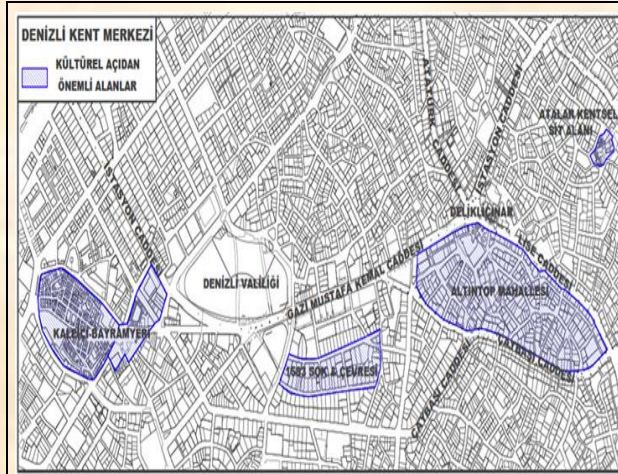 DENİZLİ KENT MERKEZİ
KÜLTÜREL AÇIDAN
ÖNEMLİ ALANLAR
ATATÜRK CADDESİ
İSTASYON CADDESİ
ATALAR KENTSEL
SİT ALANI
İSTASYON CADDESİ
DELİKLİÇINAR
LİSE CADDESİ
DENİZLİ VALİLİĞİ
GAZİ MUSTAFA KEMAL CADDESİ
ALTINTOP MAHALLESİ
KALEİÇİ-BAYRAMYERİ
ÇEVRESİ
ÇAYBAŞI CADDESİ
ÇAYBAŞI CADDESİ